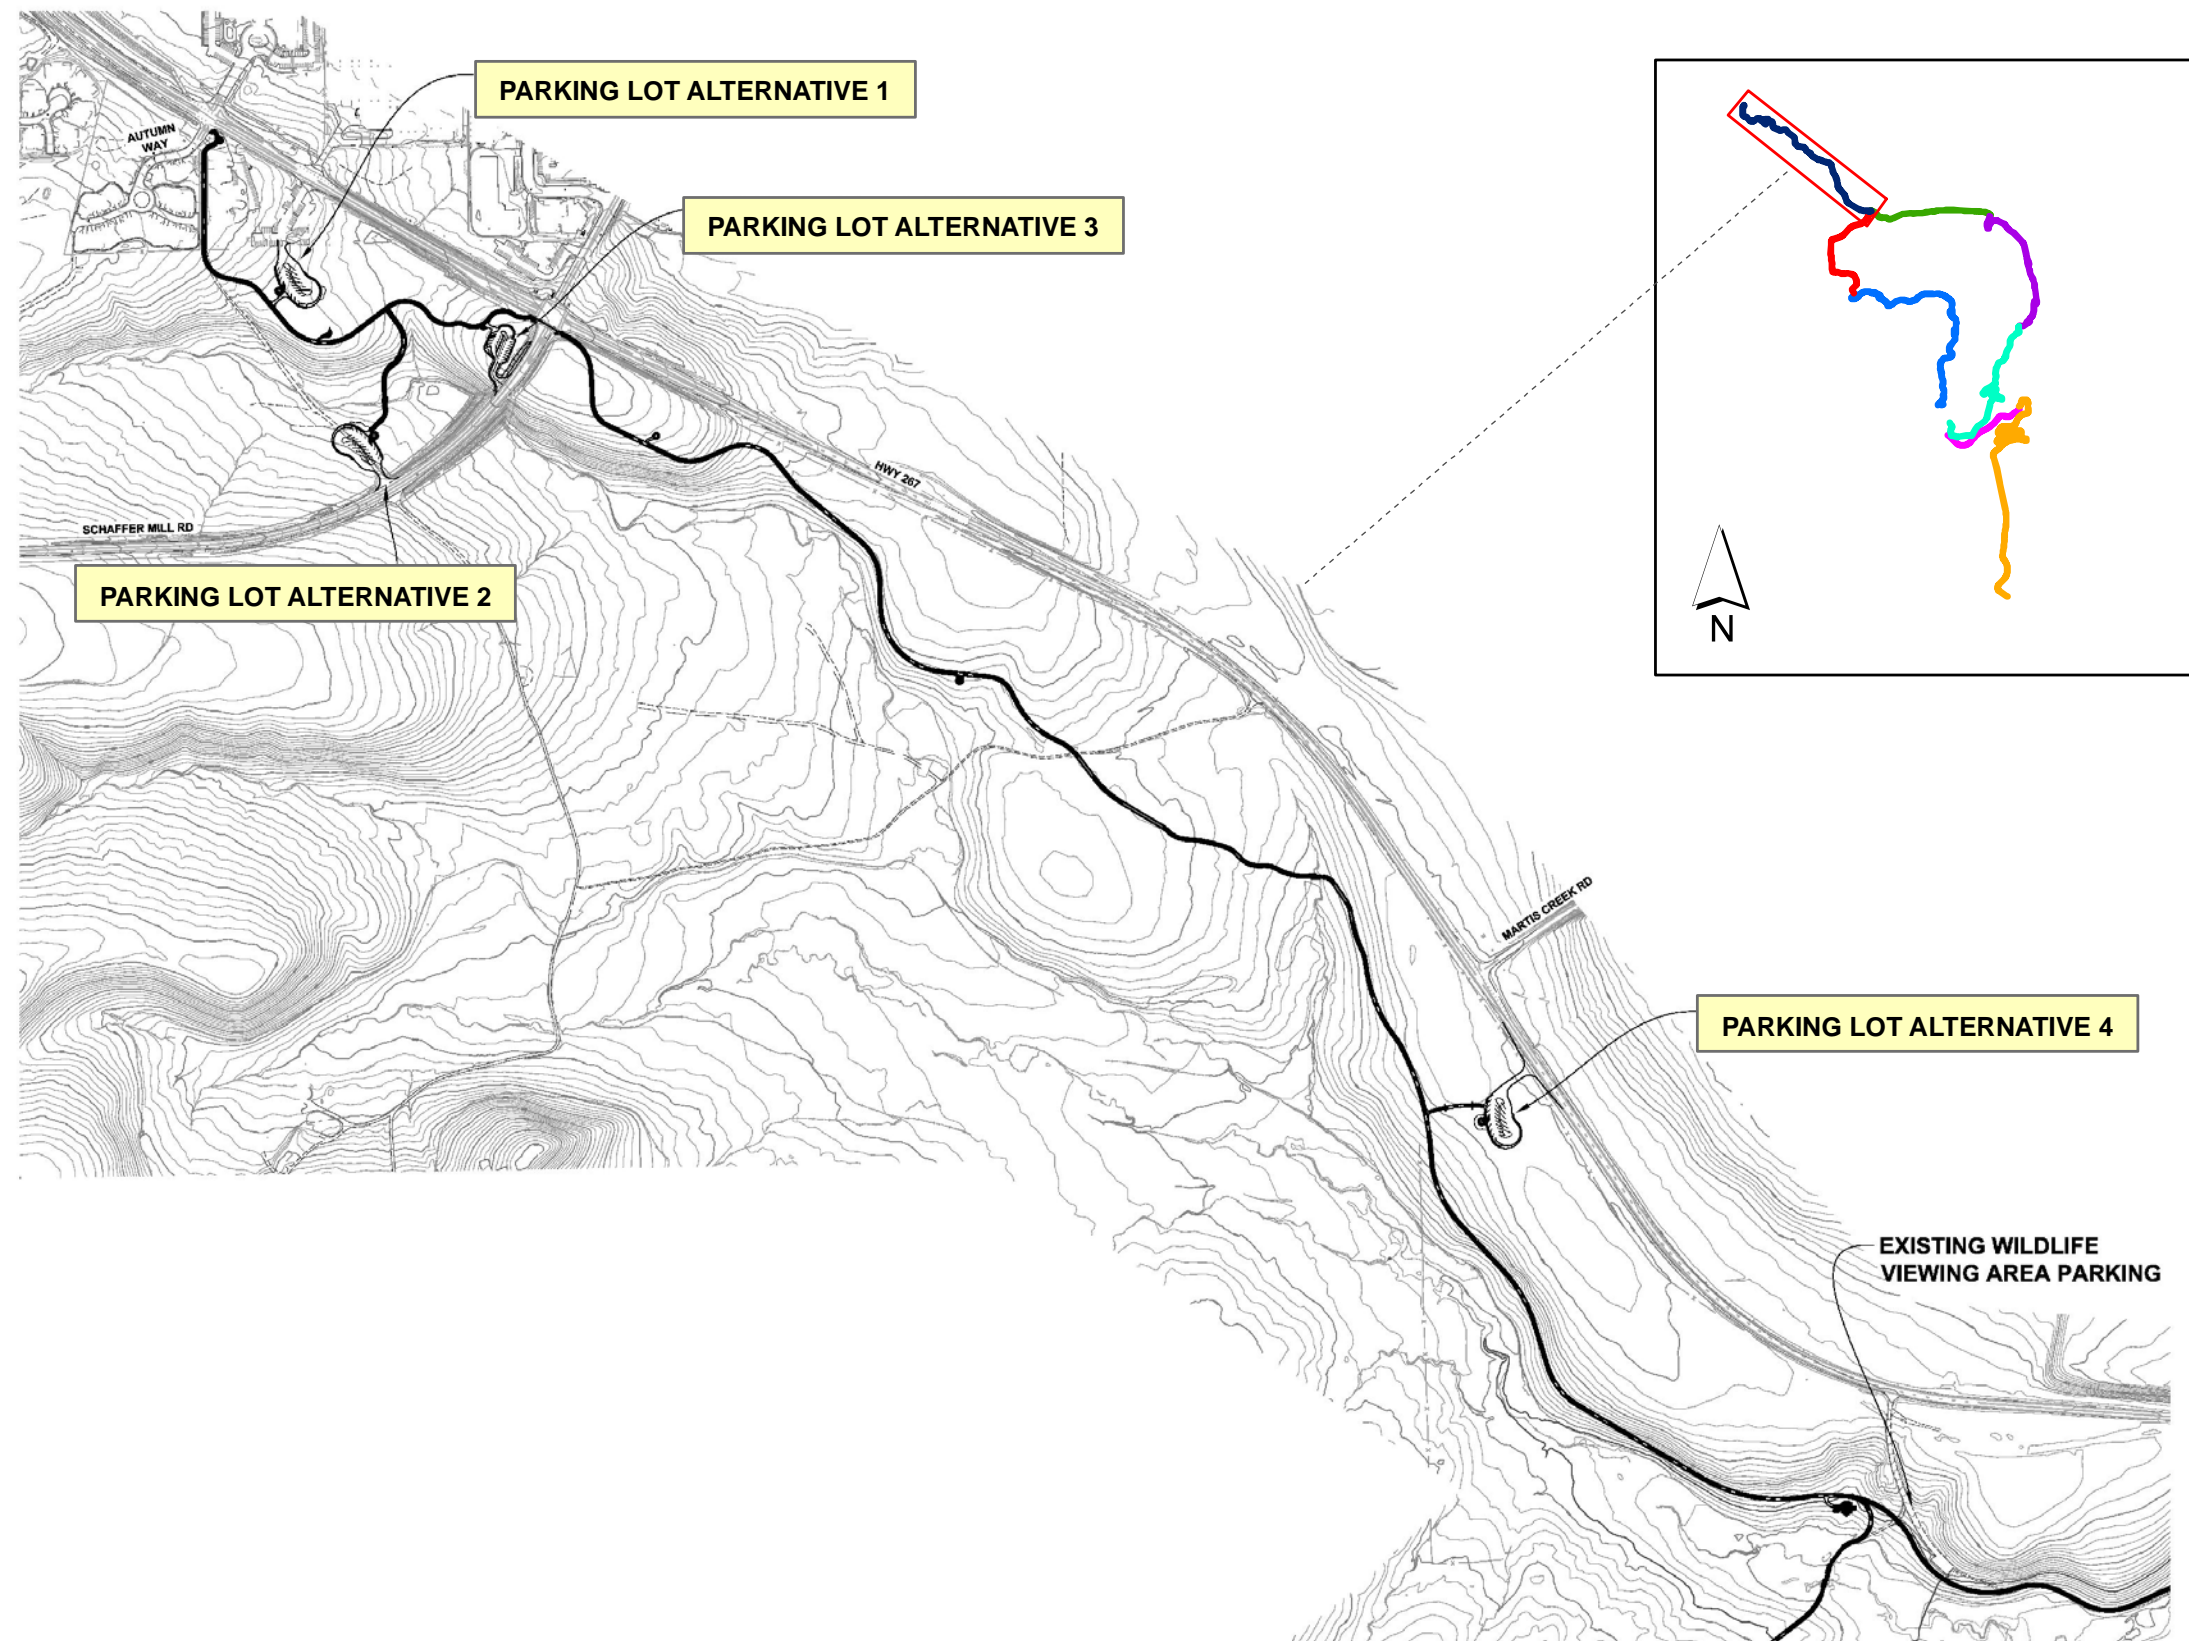 PARKING LOT ALTERNATIVE 1
AUTUMN
WAY
PARKING LOT ALTERNATIVE 3
HWY 267
SCHAFFER MILL RD
PARKING LOT ALTERNATIVE 2
N
MARTIS CREEK RD
PARKING LOT ALTERNATIVE 4
EXISTING WILDLIFE
VIEWING AREA PARKING